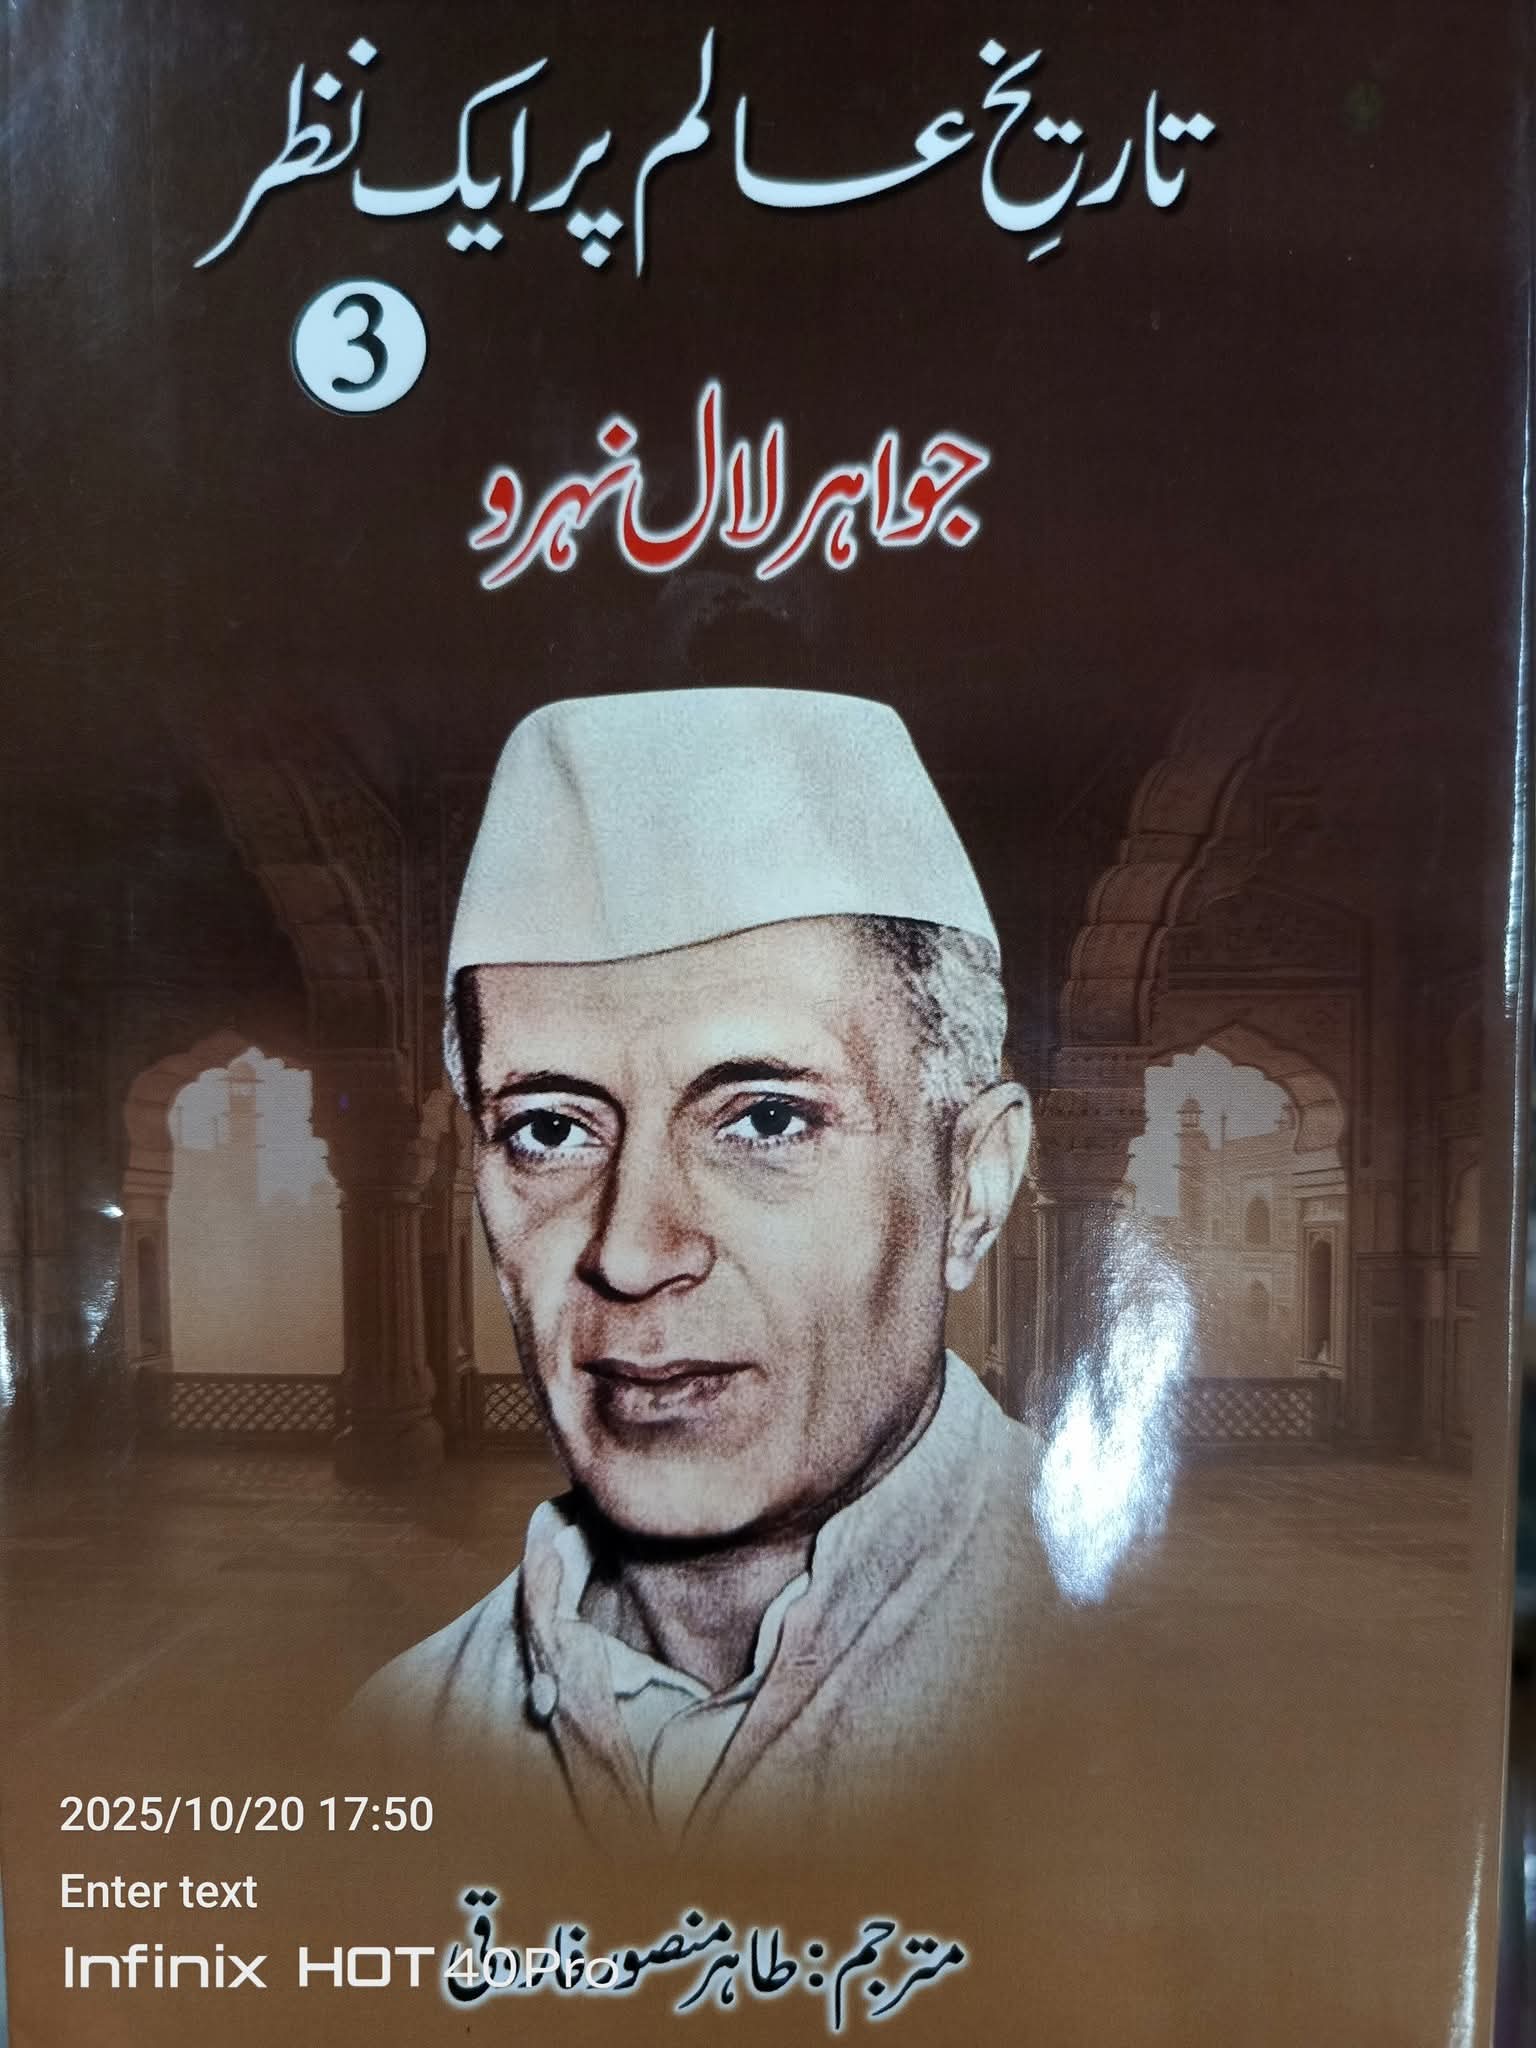 تاریخِ عالم پر ایک نظر
3
جواہر لال نہرو
2025/10/20 17:50
Enter text
مترجم: طاہر منصور فاروقی
Infinix HOT 40Pro